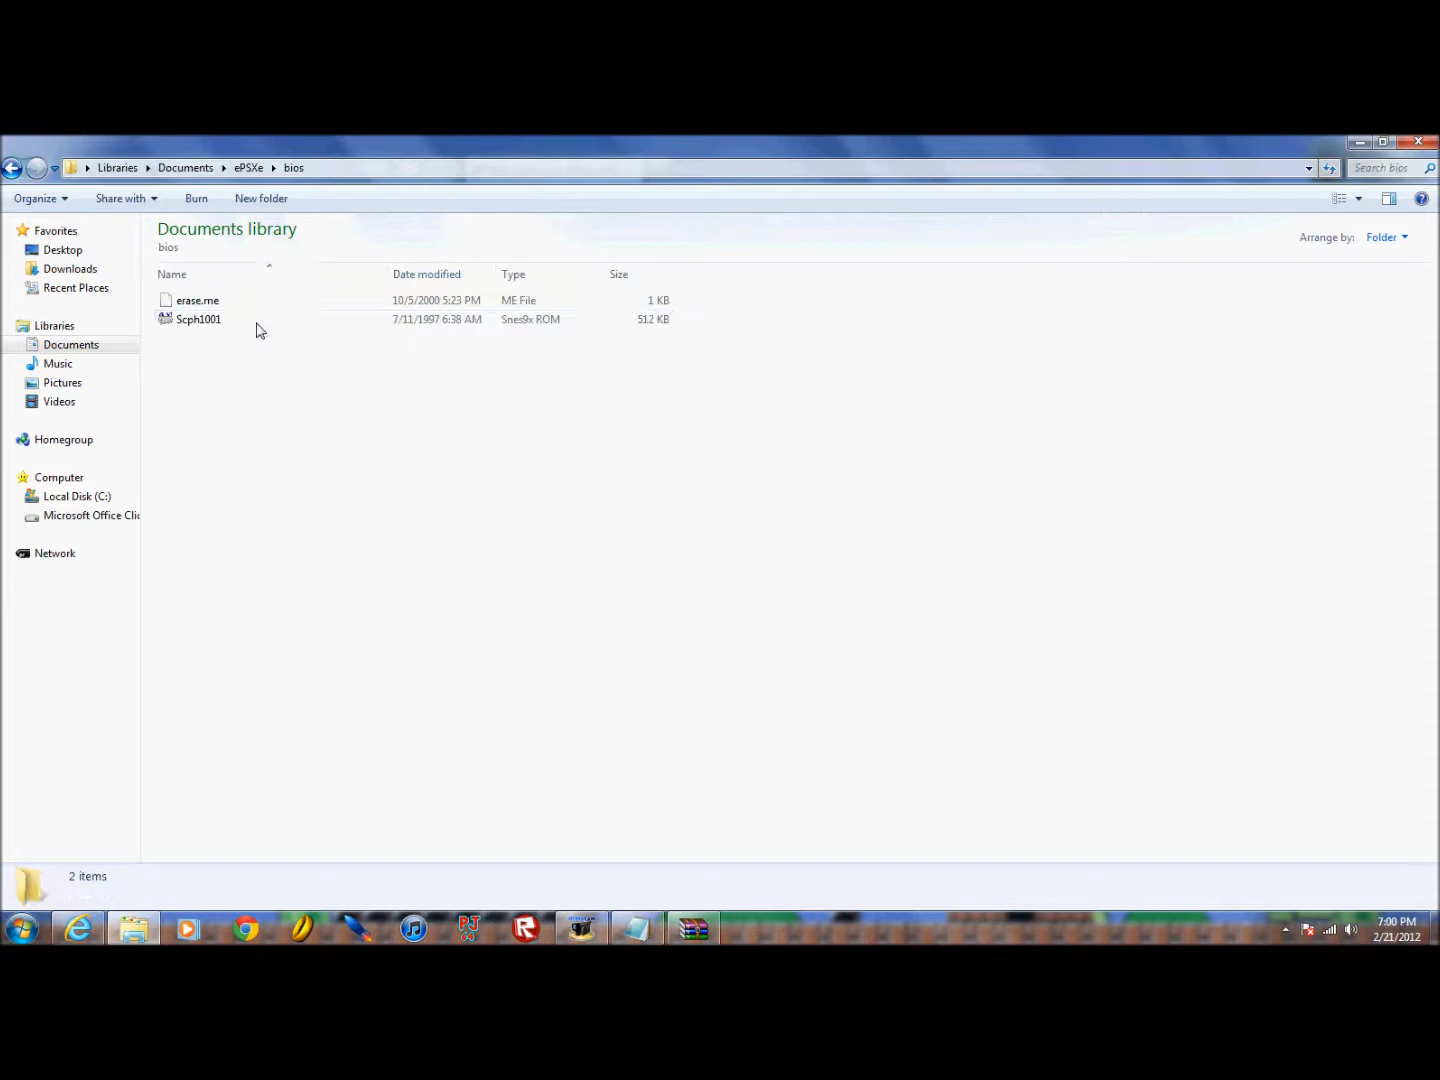 Libraries Documents ePSXe bios Search bios
Organize Share with Burn New folder
Documents library
bios
Arrange by: Folder
Name Date modified Type Size
erase.me 10/5/2000 5:23 PM ME File 1 KB
Scph1001 7/11/1997 6:38 AM Snes9x ROM 512 KB
Favorites
Desktop
Downloads
Recent Places
Libraries
Documents
Music
Pictures
Videos
Homegroup
Computer
Local Disk (C:)
Microsoft Office Clic
Network
2 items
7:00 PM
2/21/2012